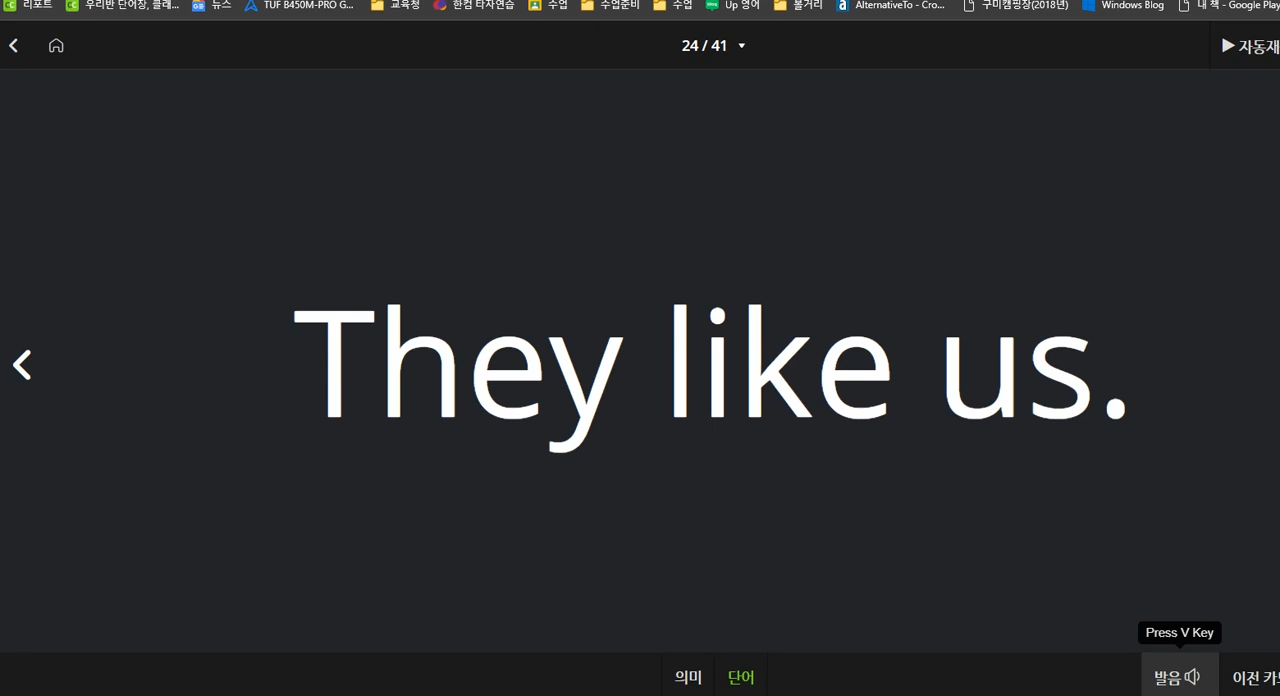 리포트 우리반 단어장, 클래... 뉴스 TUF B450M-PRO G... 교육청 한컴 타자연습 수업 수업준비 수업 Up 영어 볼거리 AlternativeTo - Cro... 구미캠핑장(2018년) Windows Blog 내 책 - Google Play
24 / 41 자동재
They like us.
Press V Key
의미 단어 발음 이전 카드